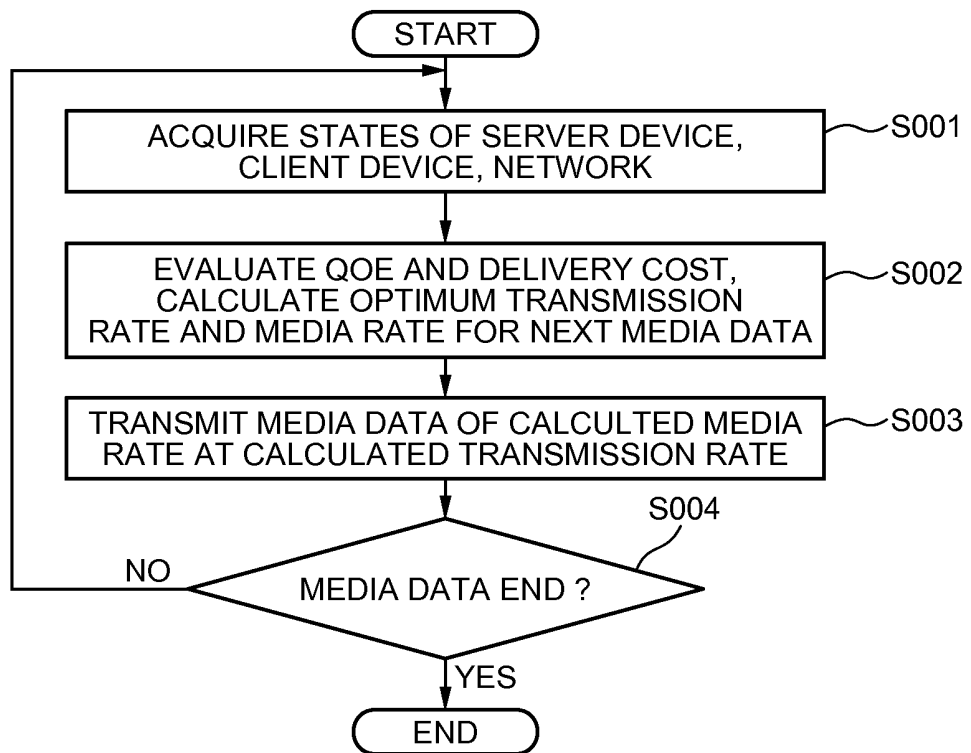 START
ACQUIRE STATES OF SERVER DEVICE,
CLIENT DEVICE, NETWORK
S001
EVALUATE QOE AND DELIVERY COST,
CALCULATE OPTIMUM TRANSMISSION
RATE AND MEDIA RATE FOR NEXT MEDIA DATA
S002
TRANSMIT MEDIA DATA OF CALCULTED MEDIA
RATE AT CALCULATED TRANSMISSION RATE
S003
S004
MEDIA DATA END ?
NO
YES
END